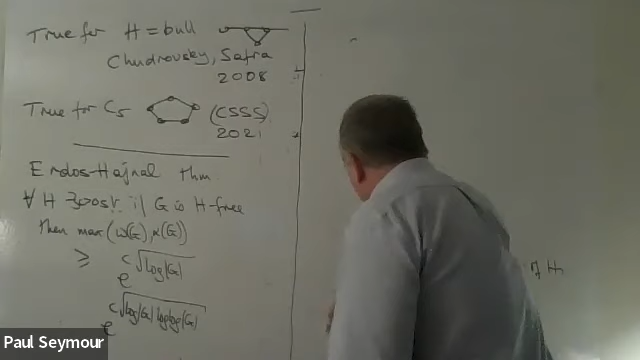 True for H = bull
Chudnovsky, Safra
2008
True for C5 (CSSS)
2021
Erdos-Hajnal thm
∀ H ∃c>0 s.t. if G is H-free
then max(ω(G), α(G))
≥ e^{c√log|G|}
e^{c√log|G| loglog|G|}
Paul Seymour